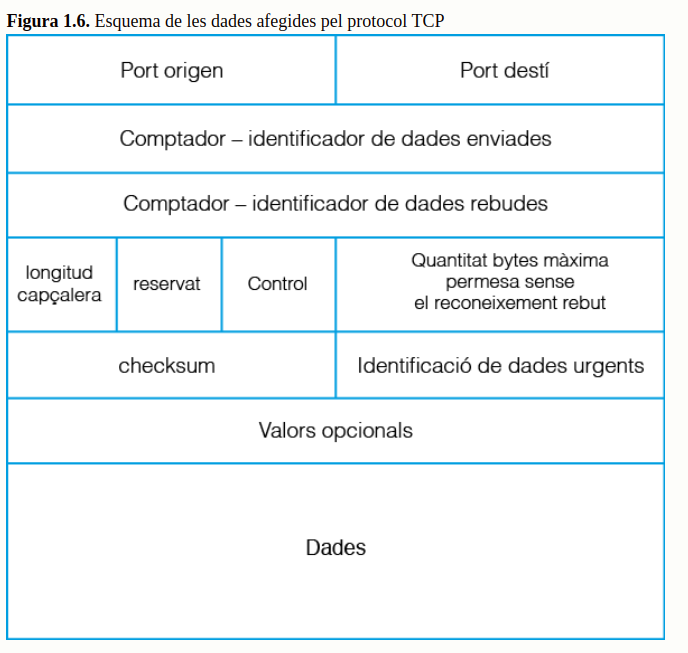 Figura 1.6. Esquema de les dades afegides pel protocol TCP
Port origen
Port destí
Comptador – identificador de dades enviades
Comptador – identificador de dades rebudes
longitud
capçalera
reservat
Control
Quantitat bytes màxima
permesa sense
el reconeixement rebut
checksum
Identificació de dades urgents
Valors opcionals
Dades